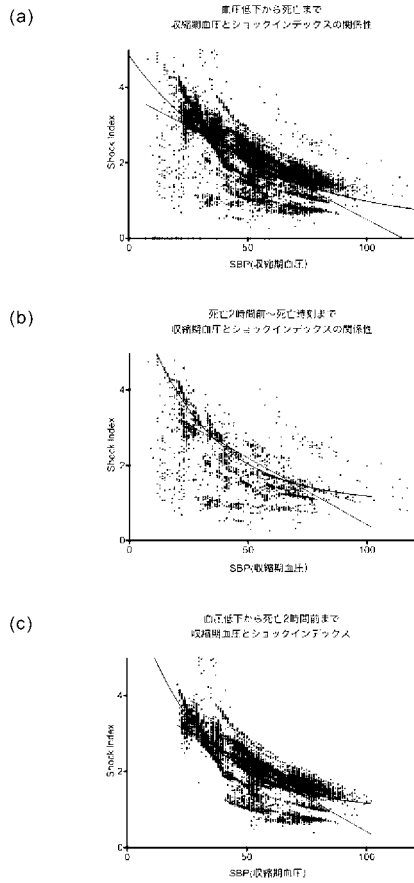 (a)
血圧低下から死亡まで
収縮期血圧とショックインデックスの関係性
4
2
0
Shock Index
0
50
100
SBP(収縮期血圧)
(b)
死亡2時間前～死亡時刻まで
収縮期血圧とショックインデックスの関係性
4
2
0
Shock Index
0
50
100
SBP(収縮期血圧)
(c)
血圧低下から死亡2時間前まで
収縮期血圧とショックインデックス
4
2
0
Shock Index
0
50
100
SBP(収縮期血圧)